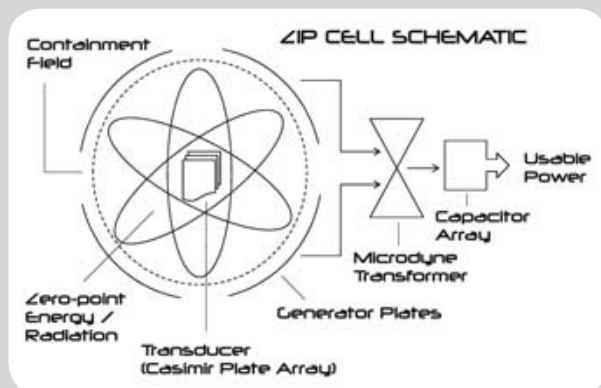 ZIP CELL SCHEMATIC
Containment
Field
Usable
Power
Capacitor
Array
Microdyne
Transformer
Generator Plates
Zero-point
Energy /
Radiation
Transducer
(Casimir Plate Array)